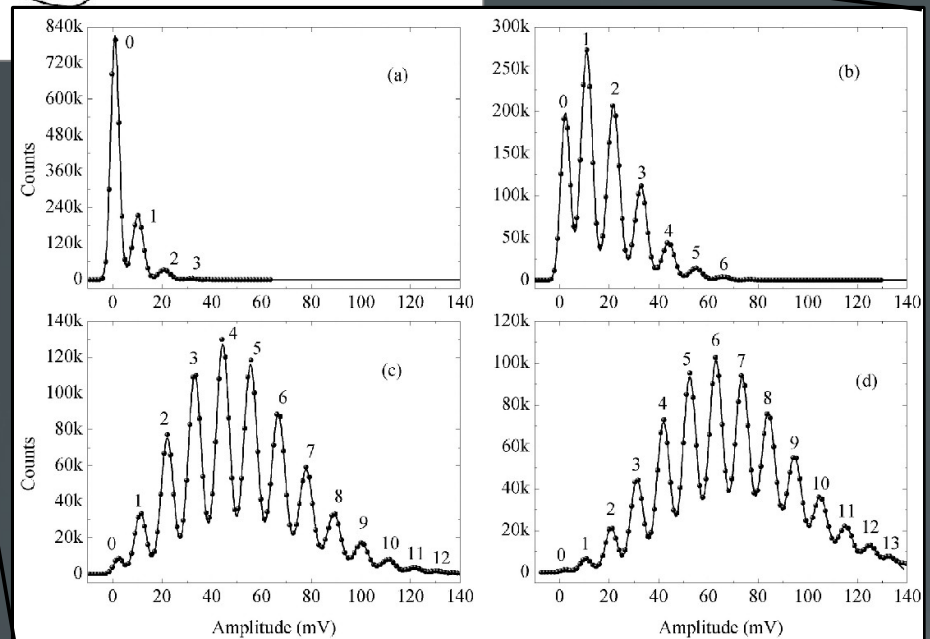 840k
720k
600k
480k
360k
240k
120k
0
Counts
(a)
0
1
2
3
0 20 40 60 80 100 120 140
300k
250k
200k
150k
100k
50k
0
(b)
0
1
2
3
4
5
6
0 20 40 60 80 100 120 140
140k
120k
100k
80k
60k
40k
20k
0
Counts
(c)
0
1
2
3
4
5
6
7
8
9
10
11
12
0 20 40 60 80 100 120 140
Amplitude (mV)
120k
100k
80k
60k
40k
20k
0
(d)
0
1
2
3
4
5
6
7
8
9
10
11
12
13
0 20 40 60 80 100 120 140
Amplitude (mV)